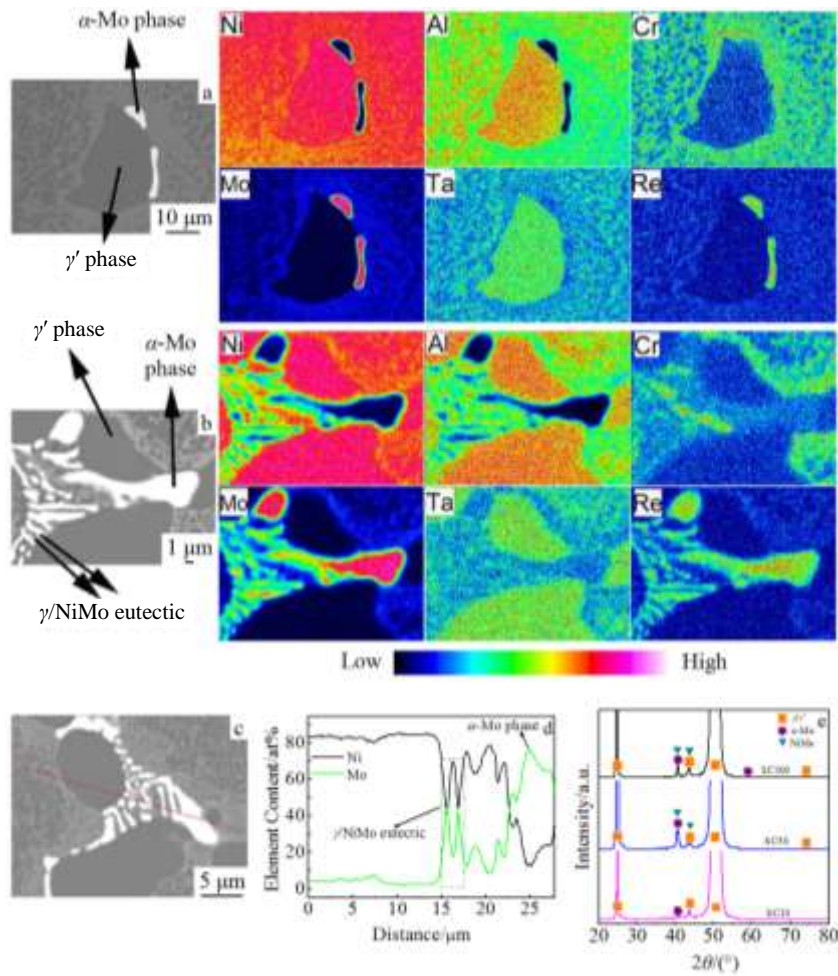 α-Mo phase
a
10 μm
γ′ phase
Ni
Al
Cr
Mo
Ta
Re
γ′ phase
α-Mo
phase
b
1 μm
γ/NiMo eutectic
Ni
Al
Cr
Mo
Ta
Re
Low
High
c
5 μm
d
α-Mo phase
Ni
Mo
γ/NiMo eutectic
Element Content/at%
80
60
40
20
0
0 5 10 15 20 25
Distance/μm
e
α-Mo
NiMo
Intensity/a.u.
20 30 40 50 60 70 80
2θ/(°)